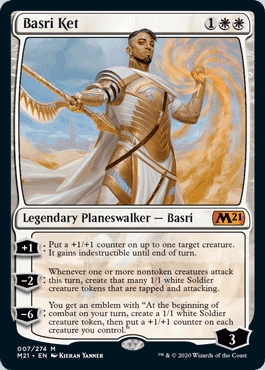 Basri Ket 1
Legendary Planeswalker — Basri M21
+1: Put a +1/+1 counter on up to one target creature.
It gains indestructible until end of turn.
Whenever one or more nontoken creatures attack
−2: this turn, create that many 1/1 white Soldier
creature tokens that are tapped and attacking.
You get an emblem with “At the beginning of
−6: combat on your turn, create a 1/1 white Soldier
creature token, then put a +1/+1 counter on each
creature you control.”
3
007/274 M
M21 • EN KIERAN YANNER ™ & © 2020 Wizards of the Coast